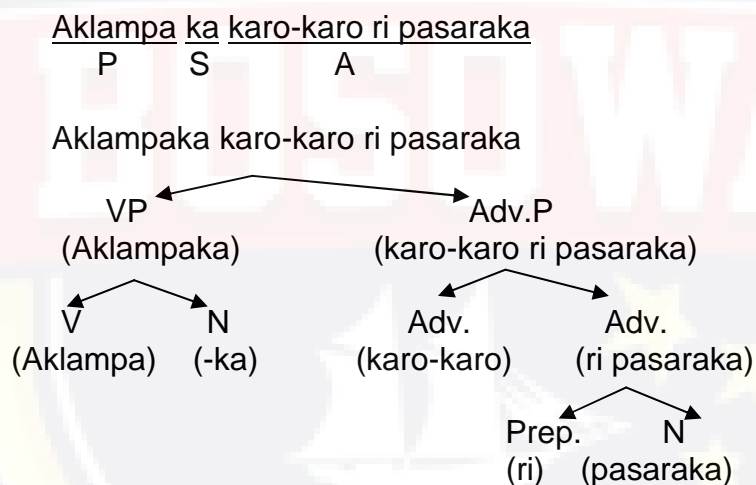 Aklampa ka karo-karo ri pasaraka
P S A
Aklampaka karo-karo ri pasaraka
VP Adv.P
(Aklampaka) (karo-karo ri pasaraka)
V N Adv. Adv.
(Aklampa) (-ka) (karo-karo) (ri pasaraka)
Prep. N
(ri) (pasaraka)
BOSOWA